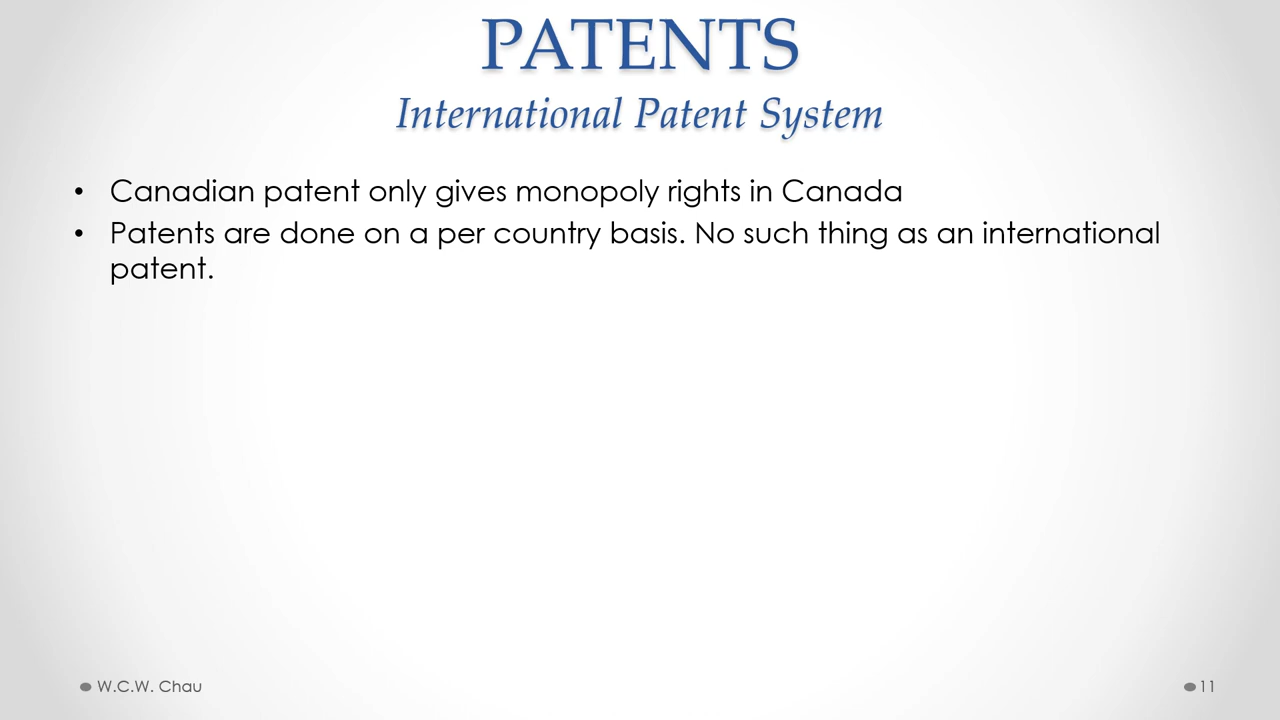 PATENTS
International Patent System
• Canadian patent only gives monopoly rights in Canada
• Patents are done on a per country basis. No such thing as an international
patent.
W.C.W. Chau
11